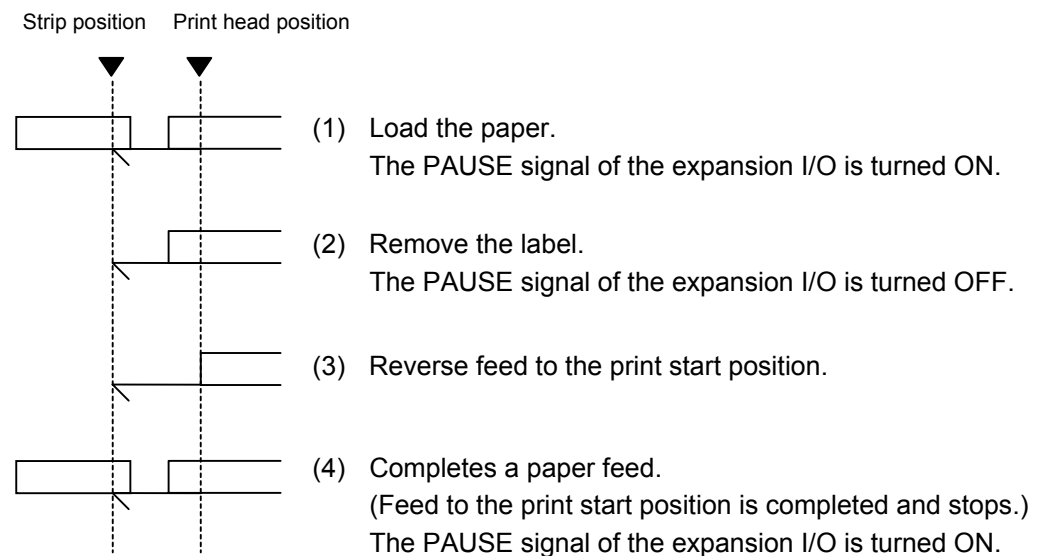 Strip position Print head position
(1) Load the paper.
The PAUSE signal of the expansion I/O is turned ON.
(2) Remove the label.
The PAUSE signal of the expansion I/O is turned OFF.
(3) Reverse feed to the print start position.
(4) Completes a paper feed.
(Feed to the print start position is completed and stops.)
The PAUSE signal of the expansion I/O is turned ON.